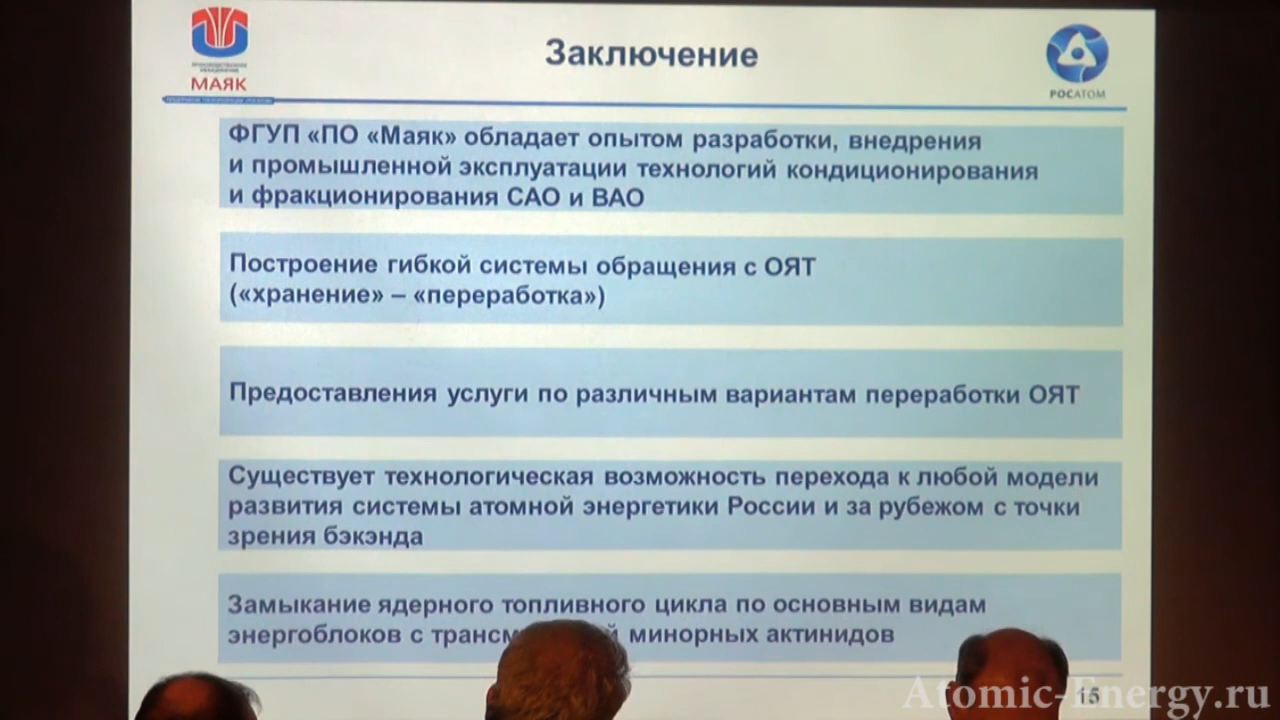 Заключение
МАЯК
РОСАТОМ
ФГУП «ПО «Маяк» обладает опытом разработки, внедрения
и промышленной эксплуатации технологий кондиционирования
и фракционирования САО и ВАО
Построение гибкой системы обращения с ОЯТ
(«хранение» – «переработка»)
Предоставления услуги по различным вариантам переработки ОЯТ
Существует технологическая возможность перехода к любой модели
развития системы атомной энергетики России и за рубежом с точки
зрения бэкэнда
Замыкание ядерного топливного цикла по основным видам
энергоблоков с минорных актинидов
15
Atomic-Energy.ru